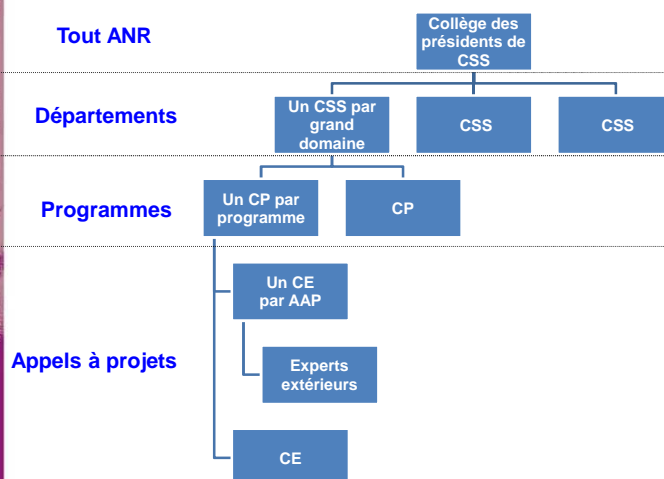 Tout ANR
Collège des
présidents de
CSS
Départements
Un CSS par
grand
domaine
CSS
CSS
Programmes
Un CP par
programme
CP
Appels à projets
Un CE
par AAP
Experts
extérieurs
CE